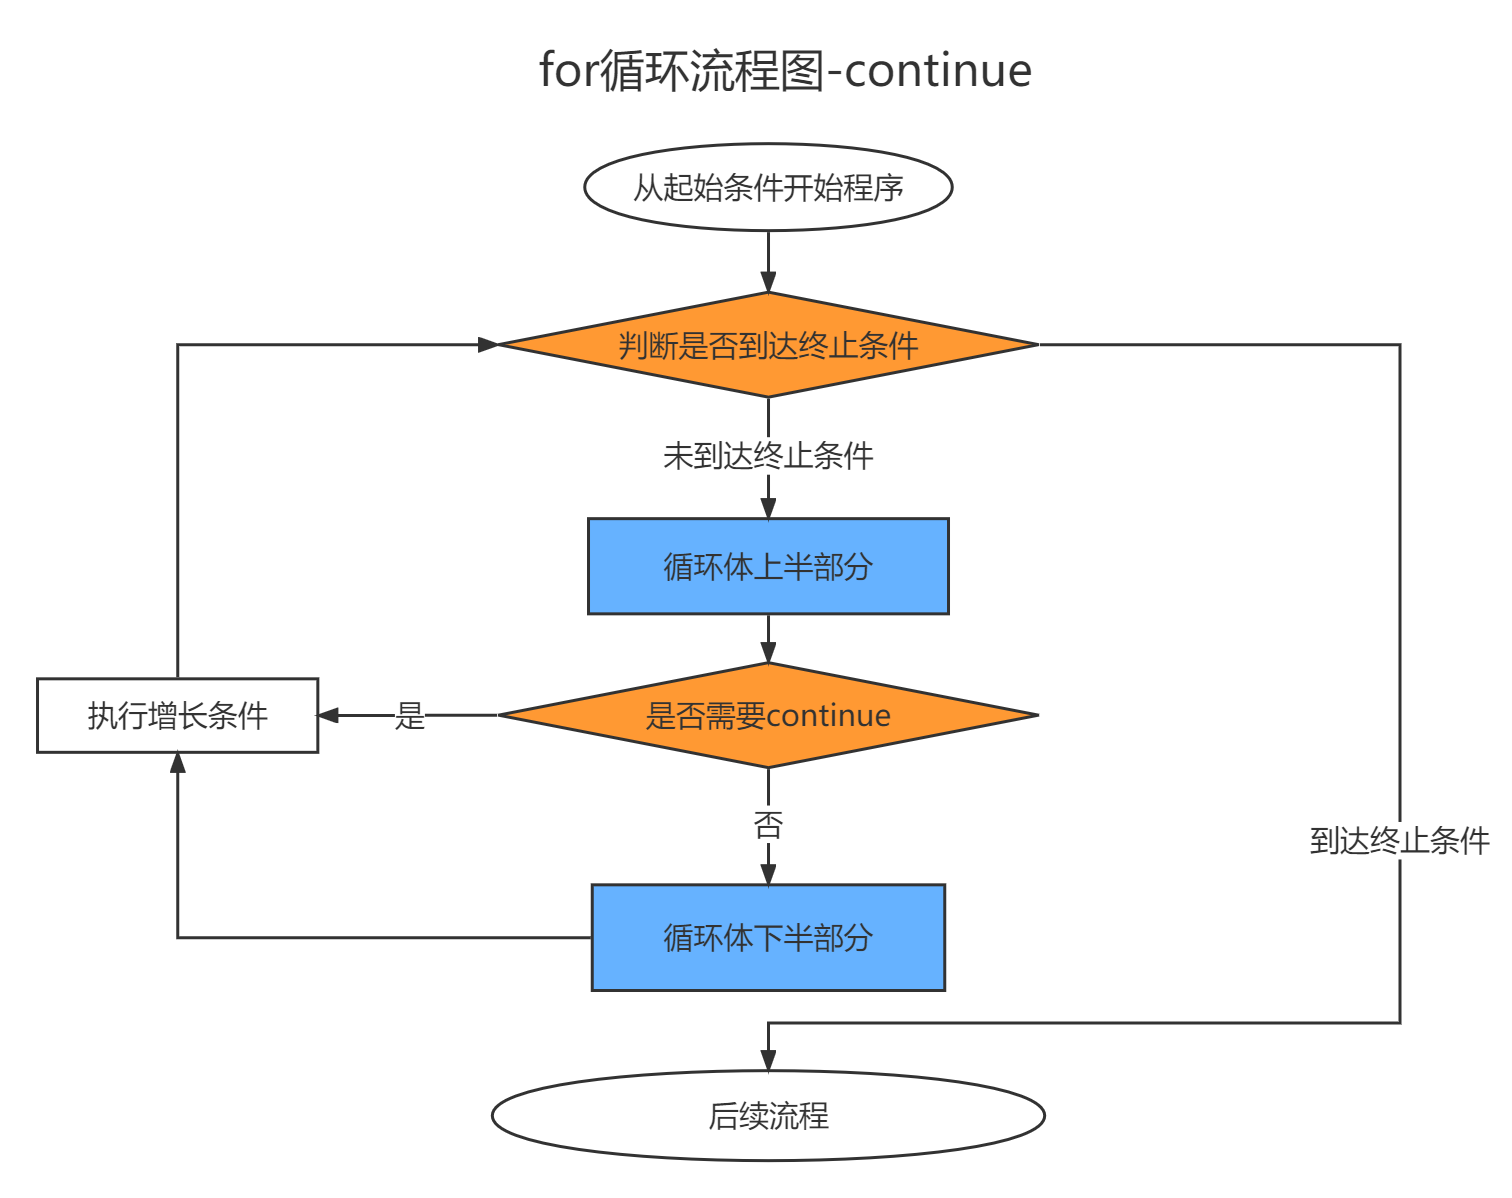 for循环流程图-continue
从起始条件开始程序
判断是否到达终止条件
未到达终止条件
循环体上半部分
执行增长条件
是
是否需要continue
否
到达终止条件
循环体下半部分
后续流程